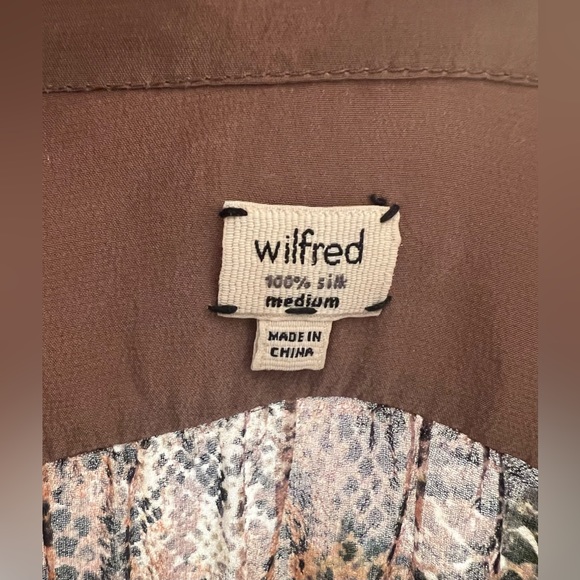 wilfred
100% silk
medium
MADE IN
CHINA